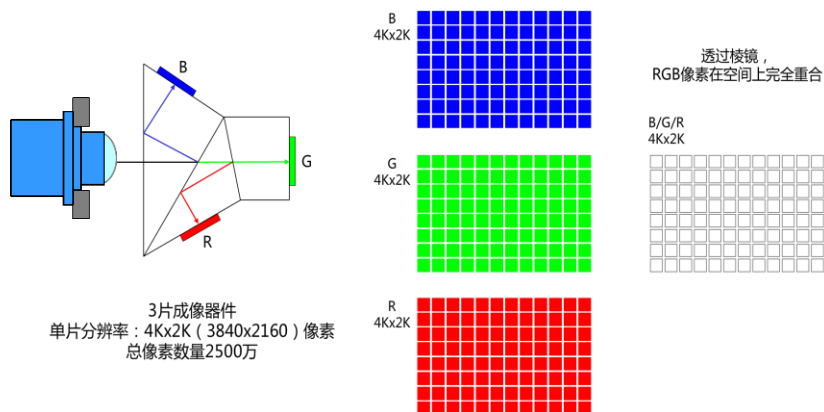 B
G
R
3片成像器件
单片分辨率：4Kx2K（3840x2160）像素
总像素数量2500万
B
4Kx2K
G
4Kx2K
R
4Kx2K
透过棱镜，
RGB像素在空间上完全重合
B/G/R
4Kx2K